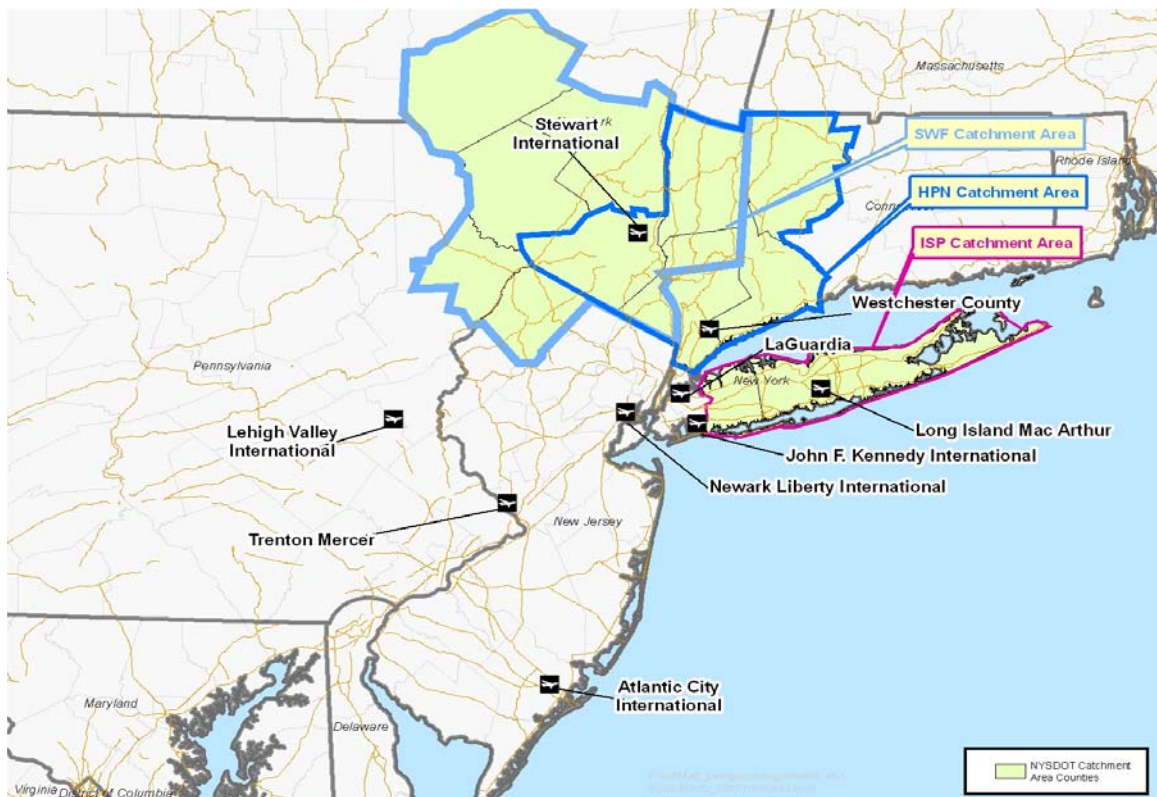 Massachusetts
Stewart
International
rk
SWF Catchment Area
Rhode Island
HPN Catchment Area
ISP Catchment Area
Westchester County
LaGuardia
Pennsylvania
New York
Lehigh Valley
International
Long Island Mac Arthur
John F. Kennedy International
Newark Liberty International
New Jersey
Trenton Mercer
Atlantic City
International
Maryland
Delaware
Virginia
District of Columbia
NYSDOT Catchment
Area Counties